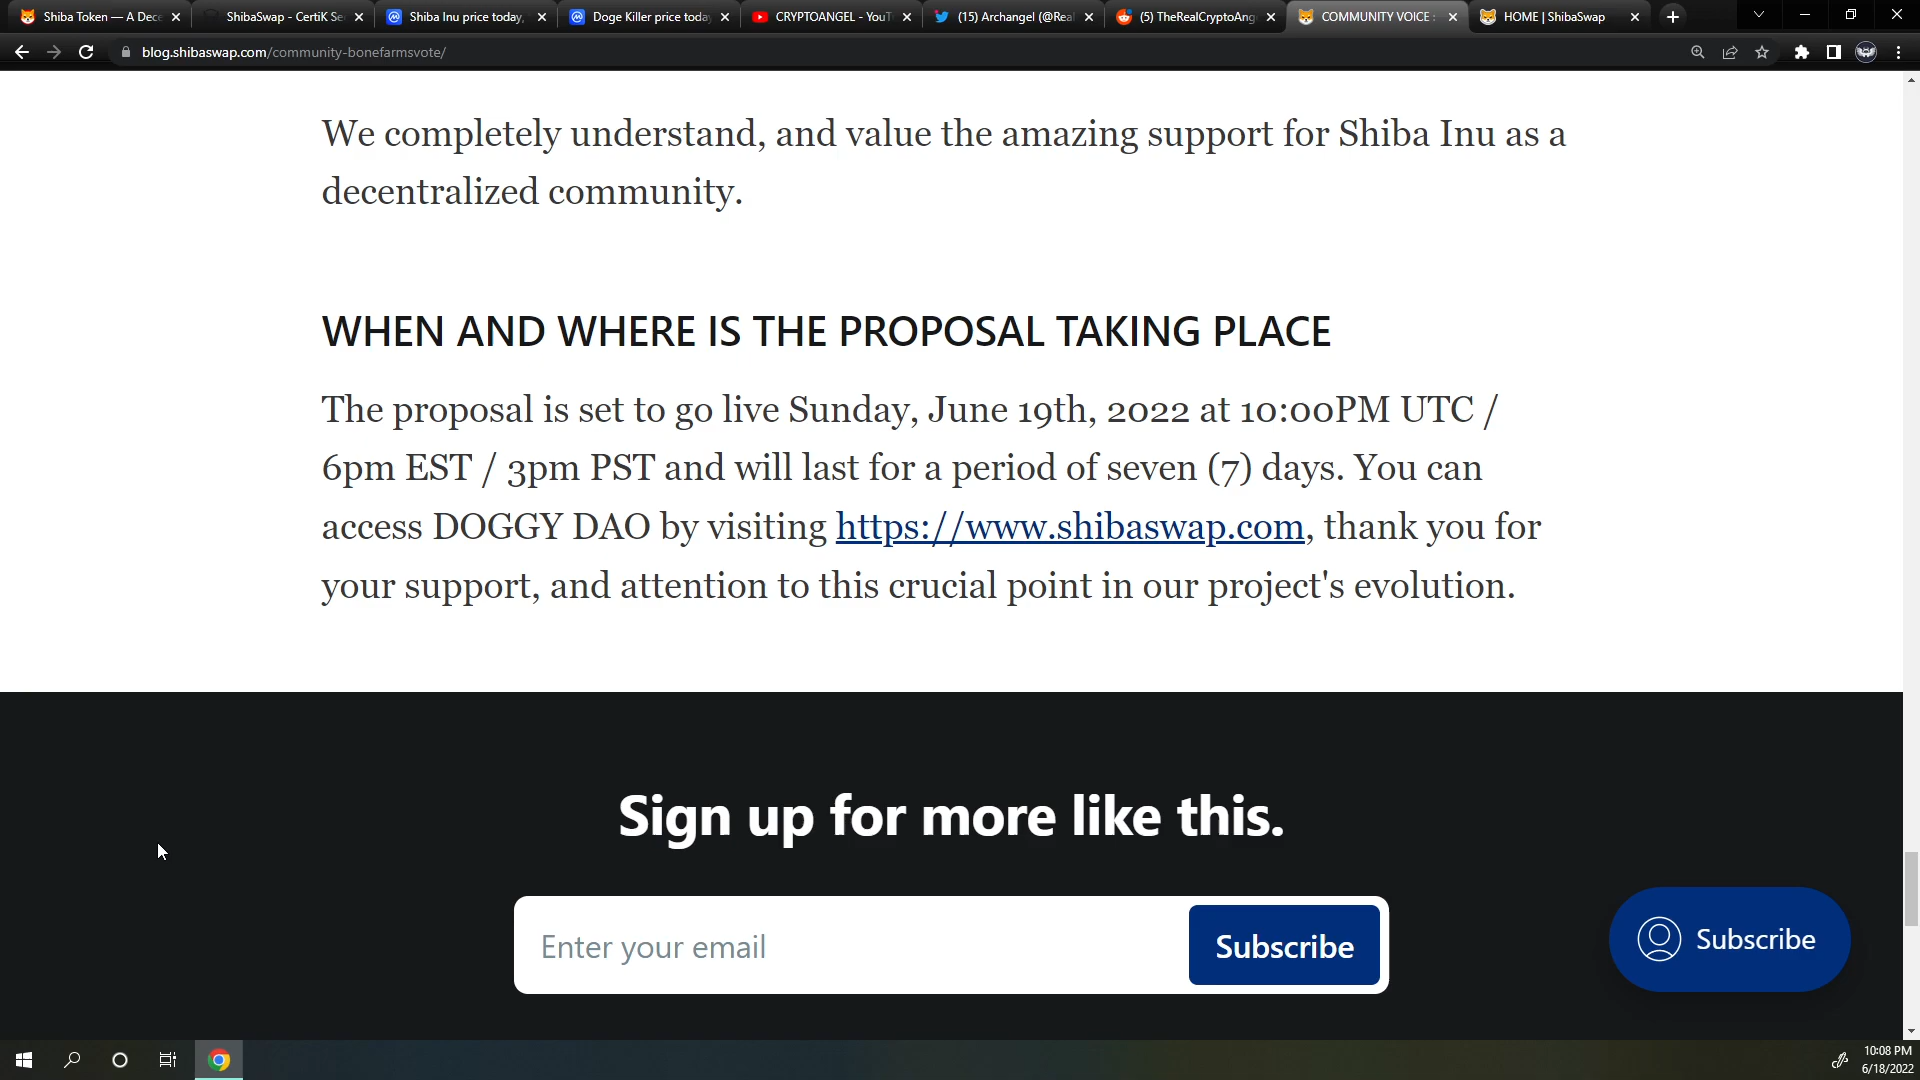 Shiba Token — A Dece
ShibaSwap - CertiK Se
Shiba Inu price today,
Doge Killer price toda
CRYPTOANGEL - YouT
(15) Archangel (@Real
(5) TheRealCryptoAng
COMMUNITY VOICE :
HOME | ShibaSwap
blog.shibaswap.com/community-bonefarmsvote/
We completely understand, and value the amazing support for Shiba Inu as a
decentralized community.
WHEN AND WHERE IS THE PROPOSAL TAKING PLACE
The proposal is set to go live Sunday, June 19th, 2022 at 10:00PM UTC /
6pm EST / 3pm PST and will last for a period of seven (7) days. You can
access DOGGY DAO by visiting https://www.shibaswap.com, thank you for
your support, and attention to this crucial point in our project's evolution.
Sign up for more like this.
Enter your email
Subscribe
Subscribe
10:08 PM
6/18/2022